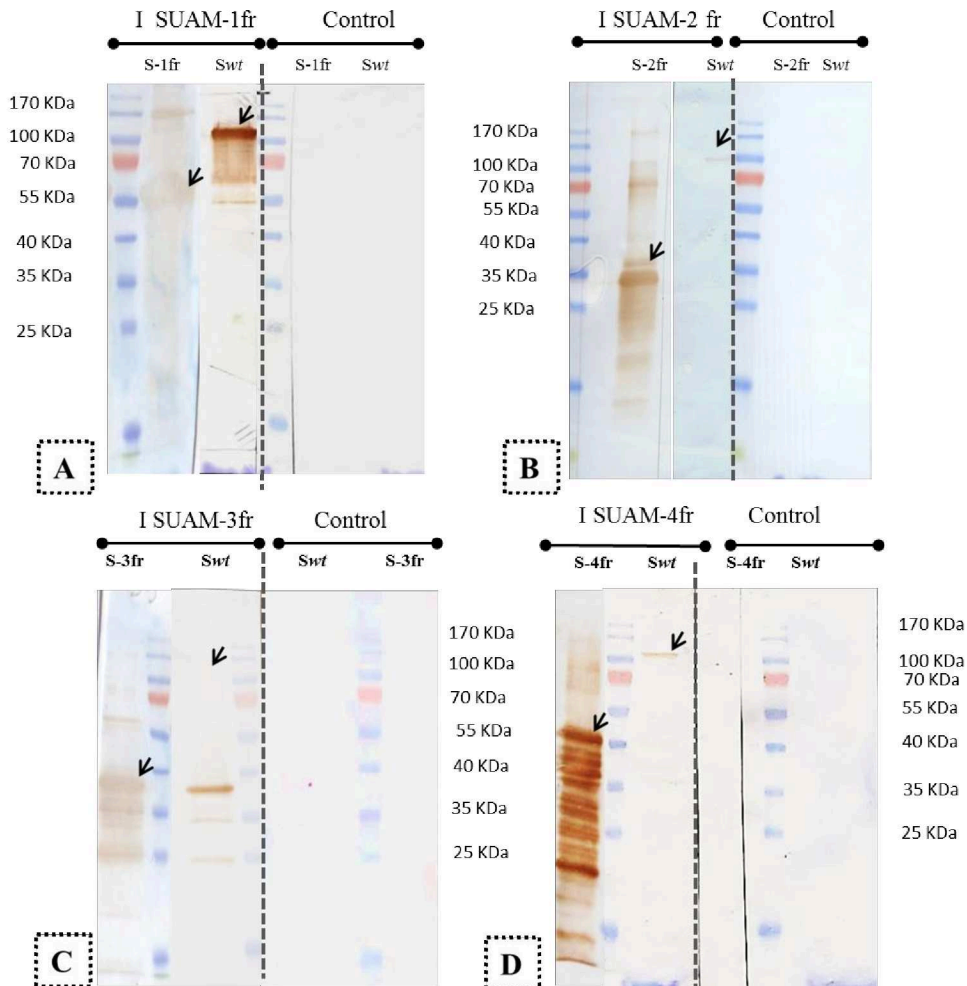 I SUAM-1fr Control
S-1fr Swt S-1fr Swt
170 KDa
100 KDa
70 KDa
55 KDa
40 KDa
35 KDa
25 KDa
A
I SUAM-2 fr Control
S-2fr Swt S-2fr Swt
170 KDa
100 KDa
70 KDa
55 KDa
40 KDa
35 KDa
25 KDa
B
I SUAM-3fr Control
S-3fr Swt Swt S-3fr
170 KDa
100 KDa
70 KDa
55 KDa
40 KDa
35 KDa
25 KDa
C
I SUAM-4fr Control
S-4fr Swt S-4fr Swt
170 KDa
100 KDa
70 KDa
55 KDa
40 KDa
35 KDa
25 KDa
D